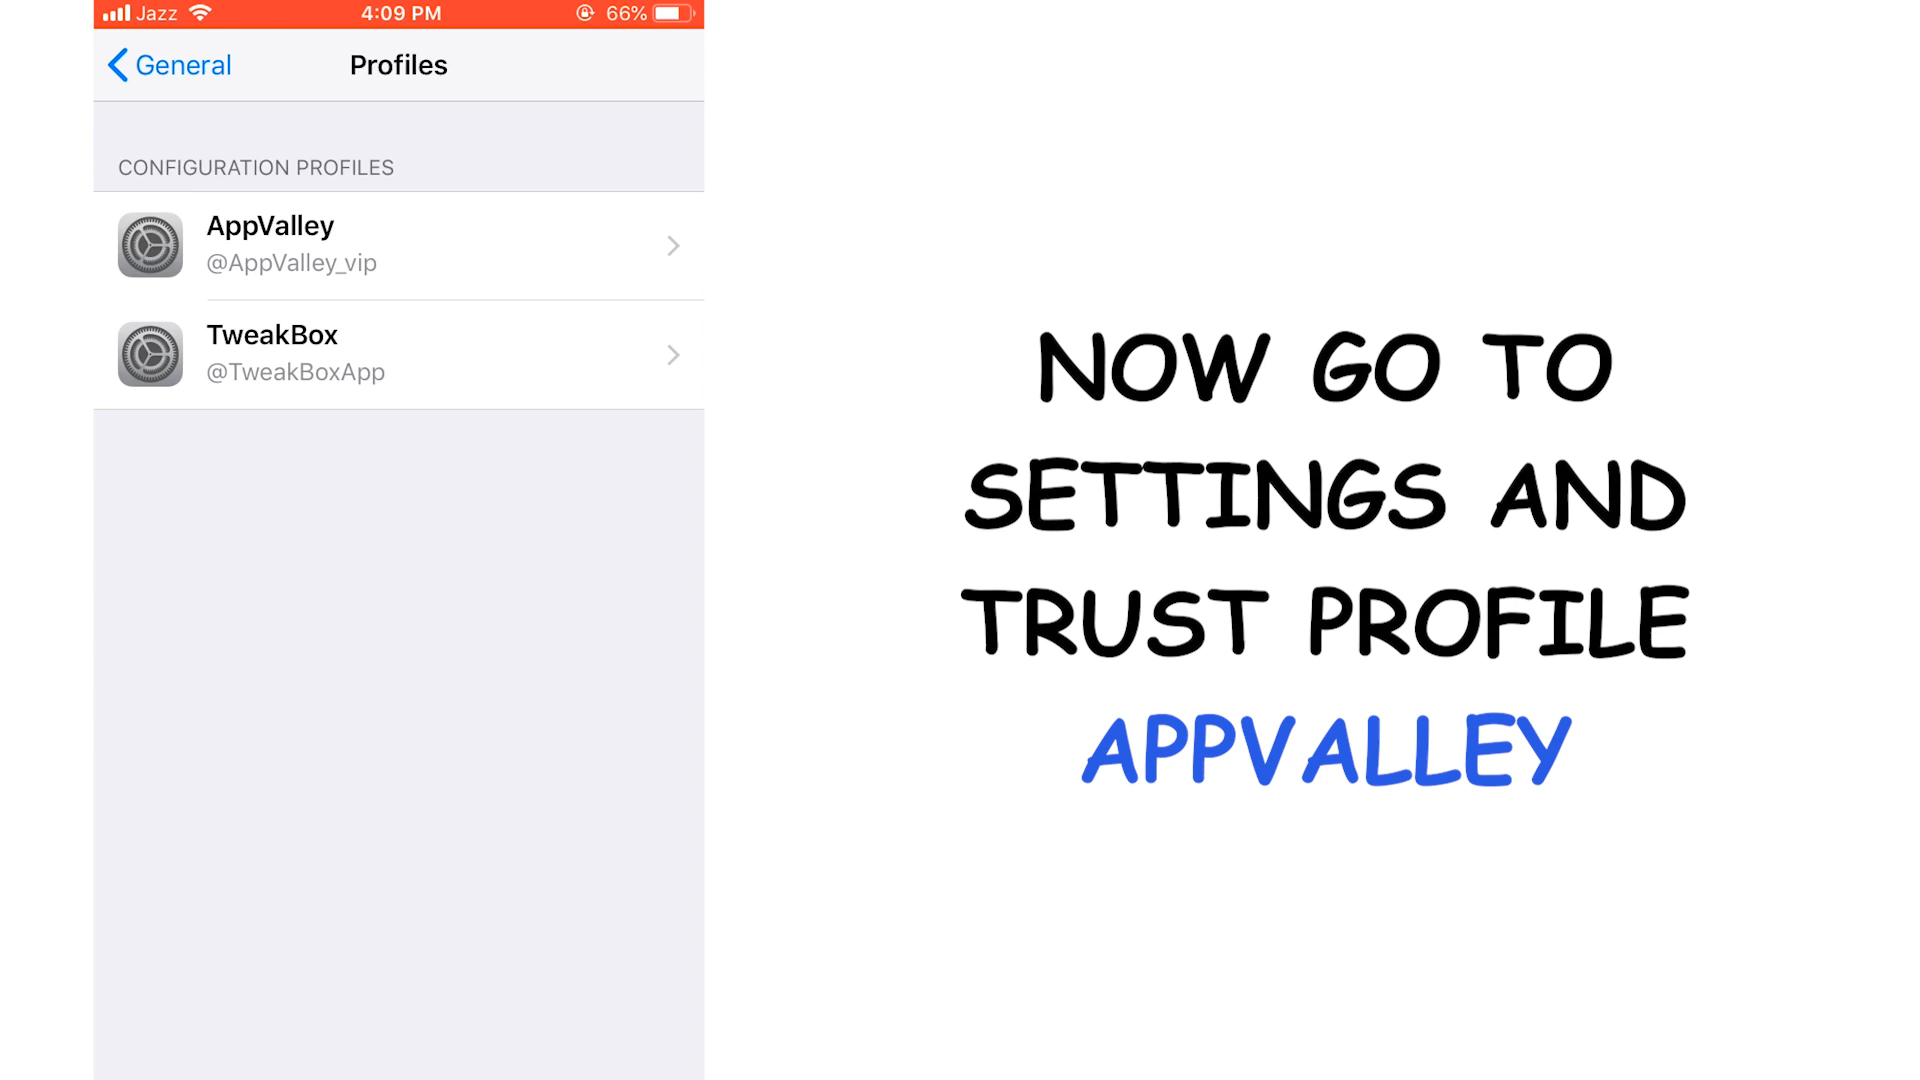 Jazz 4:09 PM 66%
General Profiles
CONFIGURATION PROFILES
AppValley
@AppValley_vip
TweakBox
@TweakBoxApp
NOW GO TO
SETTINGS AND
TRUST PROFILE
APPVALLEY